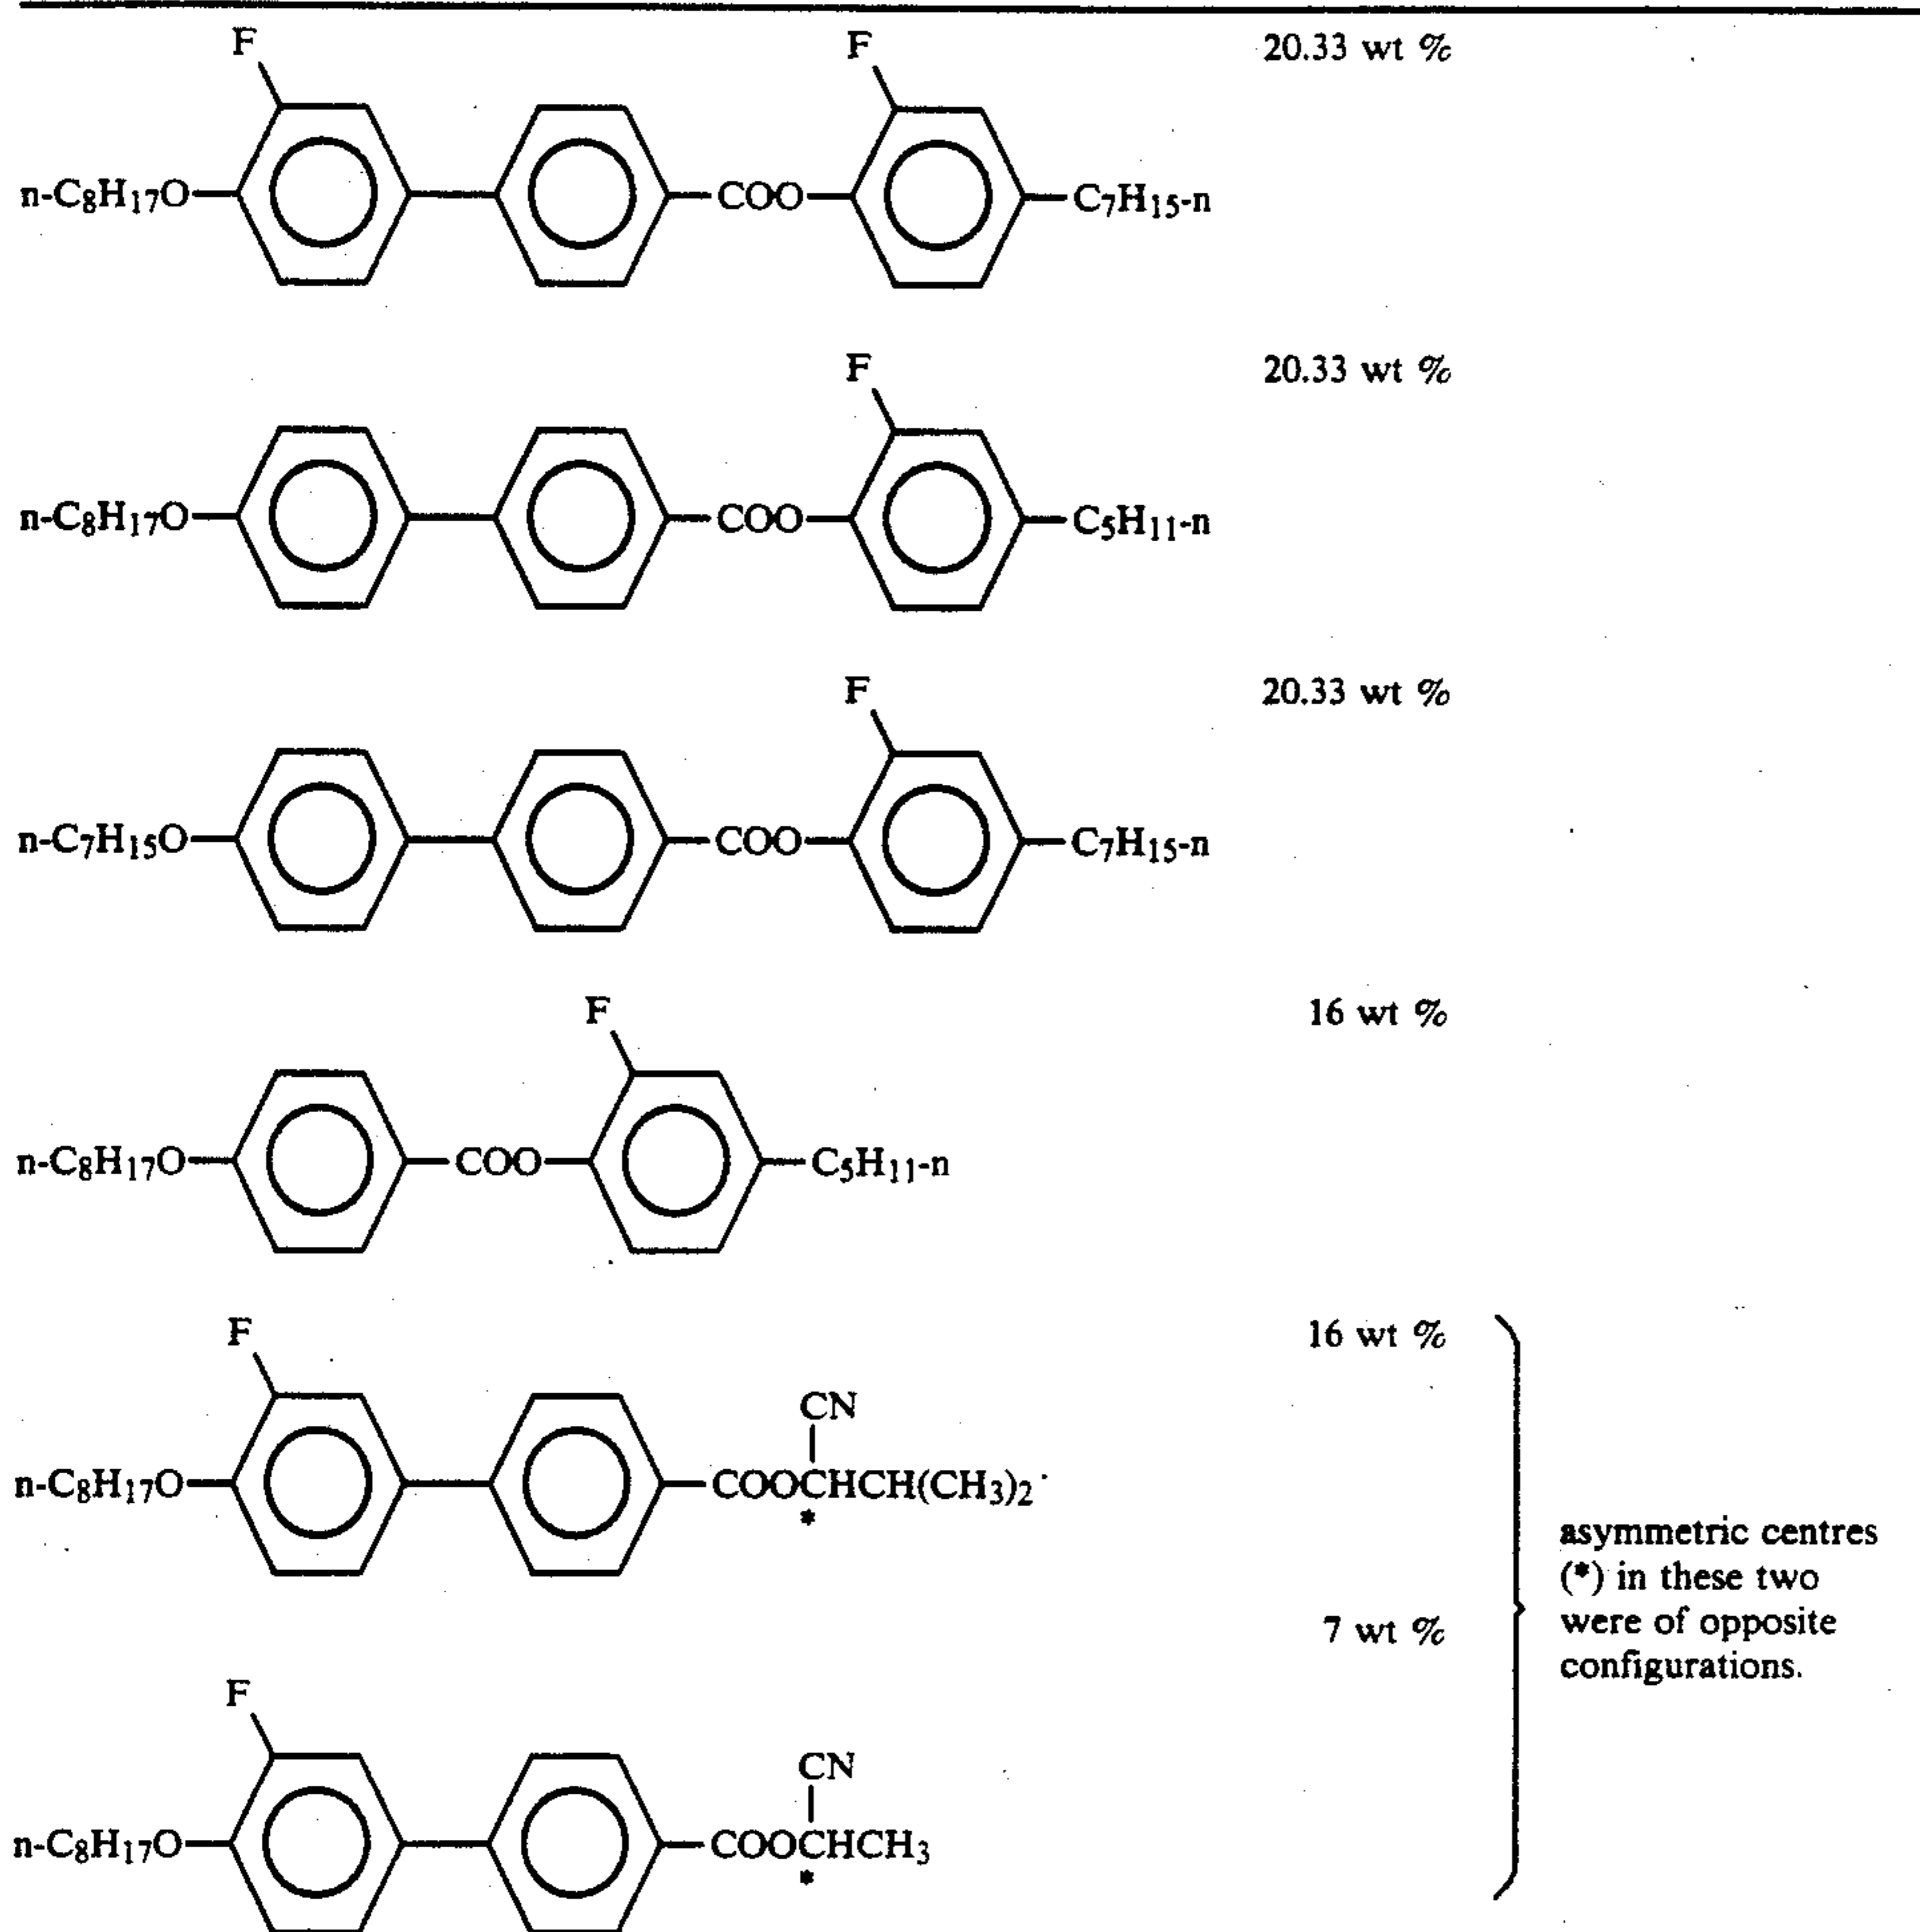 F F 20.33 wt %
n-C8H17O COO C7H15-n
F 20.33 wt %
n-C8H17O COO C5H11-n
F 20.33 wt %
n-C7H15O COO C7H15-n
F 16 wt %
n-C8H17O COO C5H11-n
F 16 wt %
CN
n-C8H17O COOCHCH(CH3)2
*
asymmetric centres
(*) in these two
were of opposite
configurations.
7 wt %
F
CN
n-C8H17O COOCHCH3
*